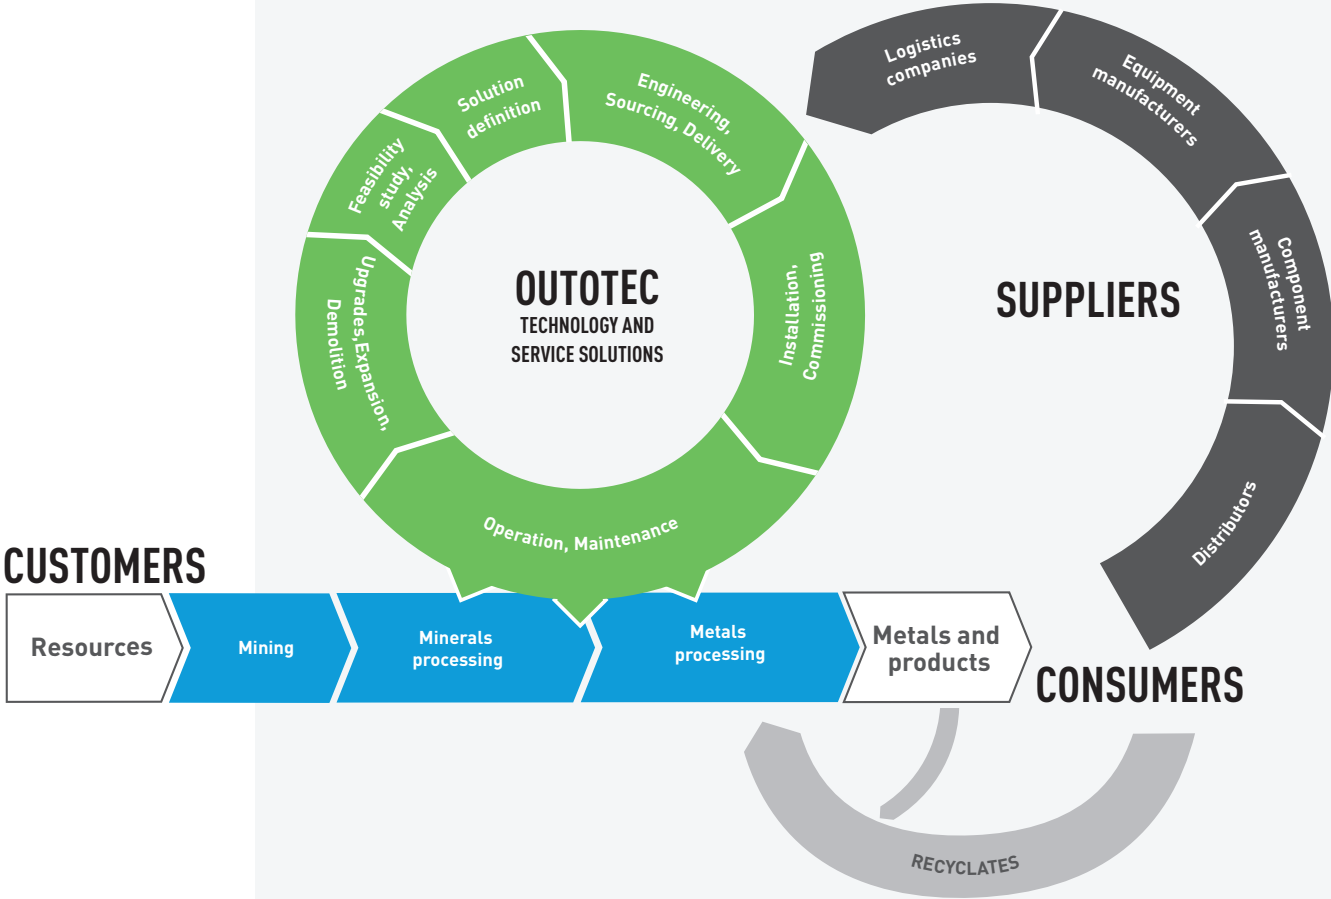 Logistics
companies
Equipment
manufacturers
Component
manufacturers
Distributors
SUPPLIERS
Solution
definition
Engineering,
Sourcing, Delivery
Feasibility
study,
Analysis
Installation,
Commissioning
Upgrades,Expansion,
Demolition
Operation, Maintenance
OUTOTEC
TECHNOLOGY AND
SERVICE SOLUTIONS
CUSTOMERS
Resources
Mining
Minerals
processing
Metals
processing
Metals and
products
CONSUMERS
RECYCLATES